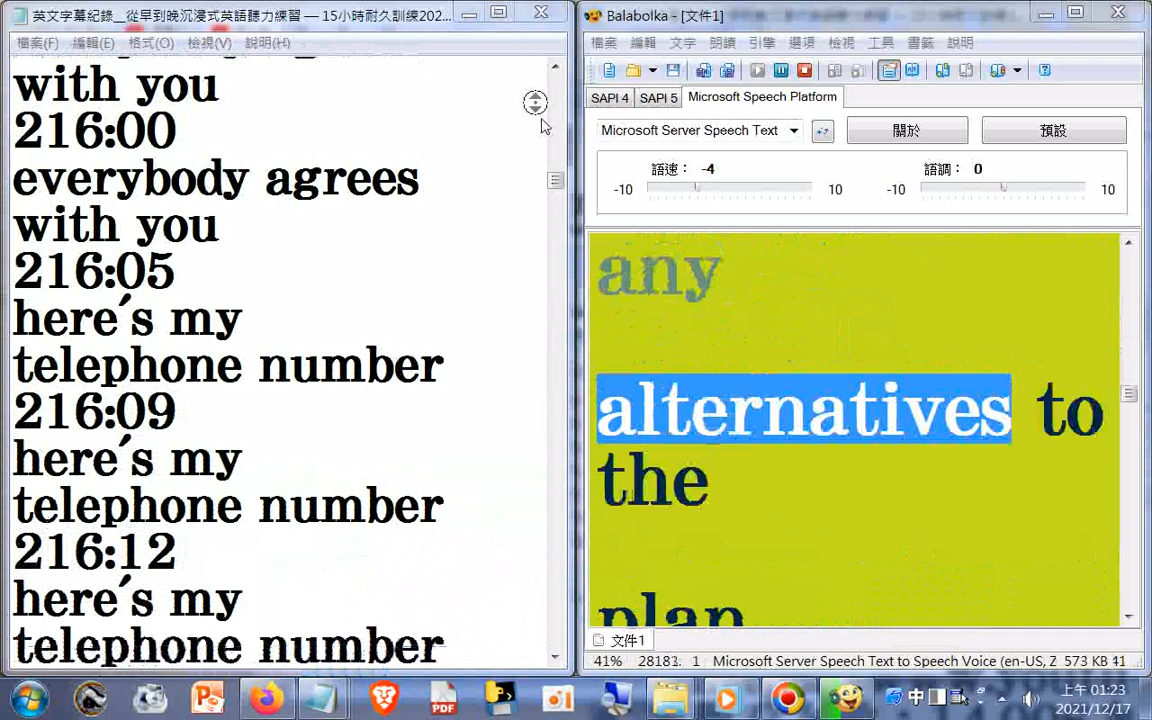 英文字幕紀錄__從早到晚沉浸式英語聽力練習 — 15小時耐久訓練202...
檔案(F) 編輯(E) 格式(O) 檢視(V) 說明(H)
with you
216:00
everybody agrees
with you
216:05
here's my
telephone number
216:09
here's my
telephone number
216:12
here's my
telephone number
Balabolka - [文件1]
檔案 編輯 文字 朗讀 引擎 選項 檢視 工具 書籤 說明
SAPI 4 SAPI 5 Microsoft Speech Platform
Microsoft Server Speech Text 關於 預設
語速: -4 語調: 0
-10 10 -10 10
any
alternatives to
the
plan
文件1
41% 28183. 1 Microsoft Server Speech Text to Speech Voice (en-US, Z 573 KB 41
PDF 中 上午 01:23
2021/12/17